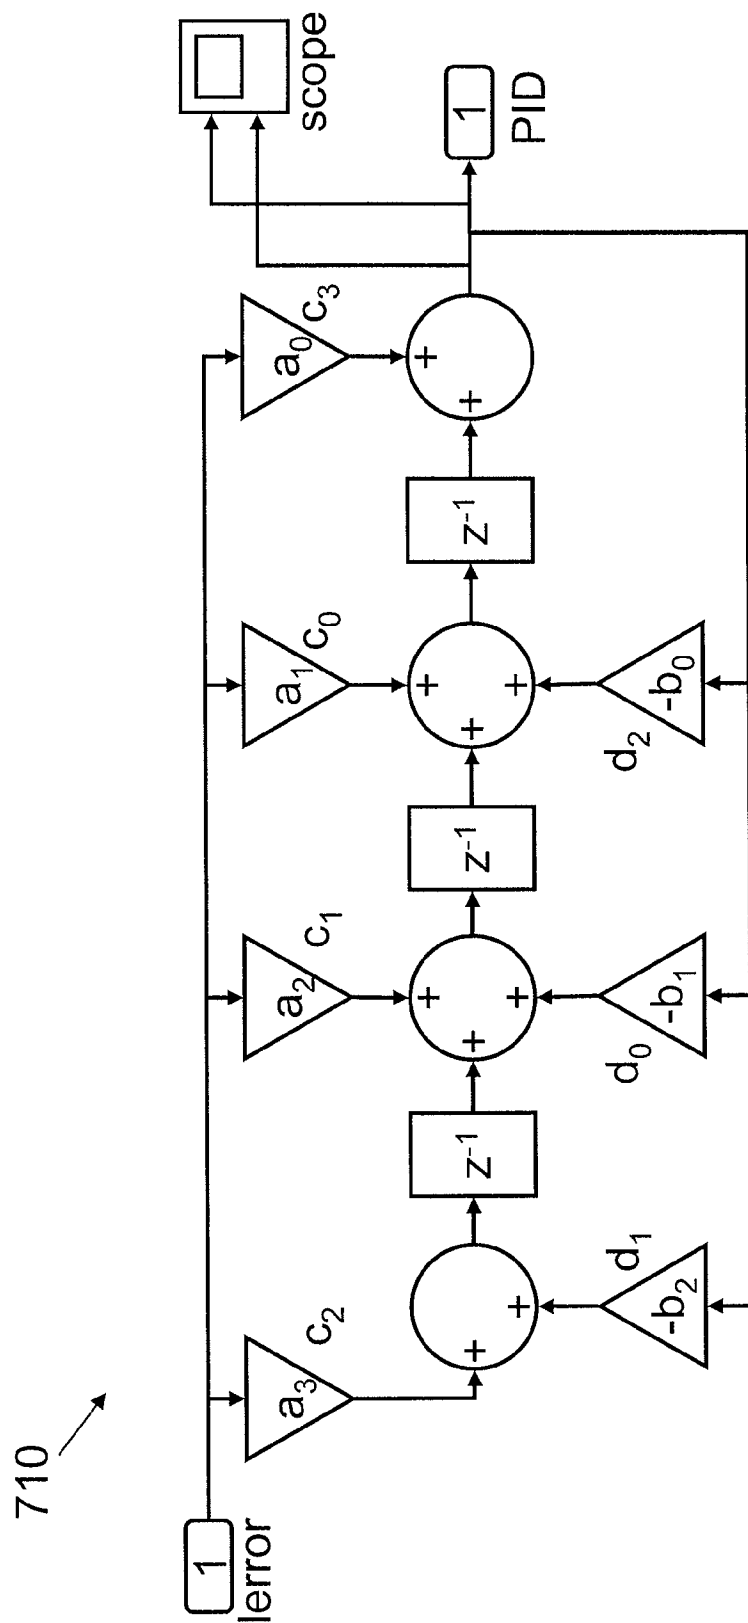 710
1
Ierror
a₃
a₂
a₁
a₀
scope
c₂
c₁
c₀
c₃
+
+
+
+
z⁻¹
+
z⁻¹
+
z⁻¹
+
1
+
+
+
PID
d₁
d₀
d₂
-b₂
-b₁
-b₀